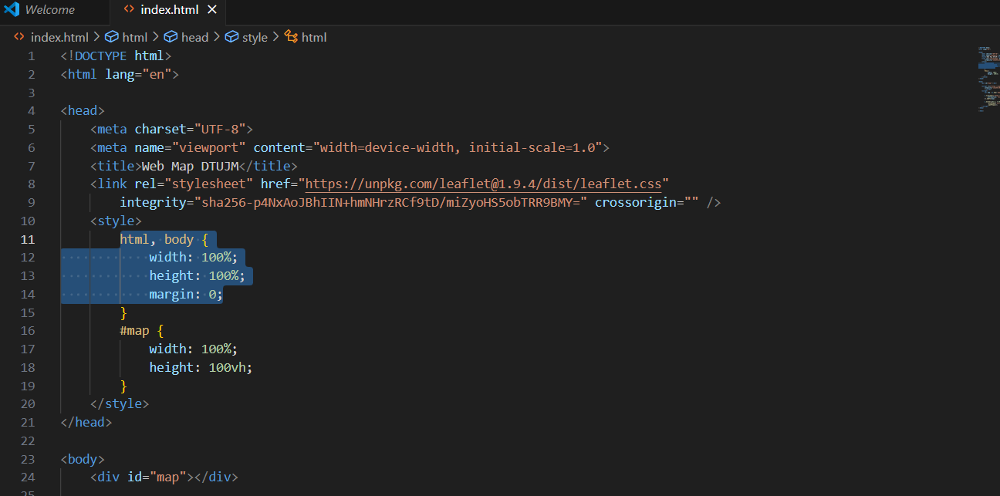 Welcome
index.html
index.html > html > head > style > html
1 <!DOCTYPE html>
2 <html lang="en">
3
4 <head>
5 <meta charset="UTF-8">
6 <meta name="viewport" content="width=device-width, initial-scale=1.0">
7 <title>Web Map DTUJM</title>
8 <link rel="stylesheet" href="https://unpkg.com/leaflet@1.9.4/dist/leaflet.css"
9 integrity="sha256-p4NxAoJBhIIN+hmNHrzRCf9tD/miZyoHS5obTRR9BMY=" crossorigin="" />
10 <style>
11 html, body {
12 width: 100%;
13 height: 100%;
14 margin: 0;
15 }
16 #map {
17 width: 100%;
18 height: 100vh;
19 }
20 </style>
21 </head>
22
23 <body>
24 <div id="map"></div>
25